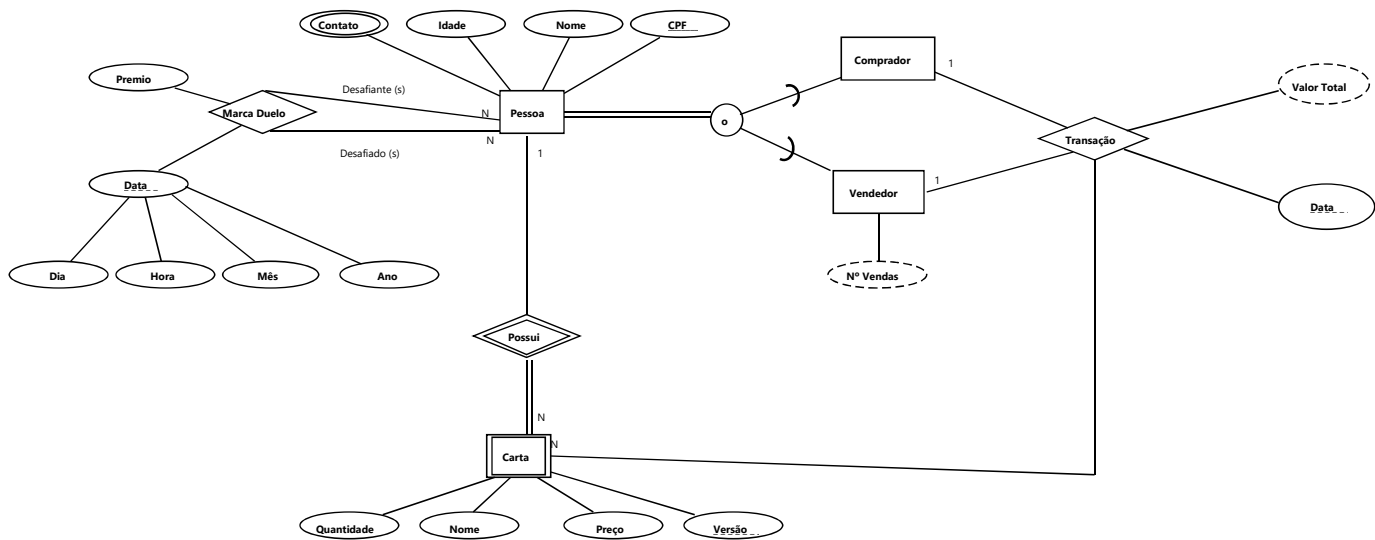 Contato
Idade
Nome
CPF
Comprador
1
Premio
Desafiante (s)
Valor Total
Marca Duelo
N
Pessoa
o
N
Transação
Desafiado (s)
1
Data
1
Vendedor
Data
Dia
Hora
Mês
Ano
Nº Vendas
Possui
N
N
Carta
Quantidade
Nome
Preço
Versão